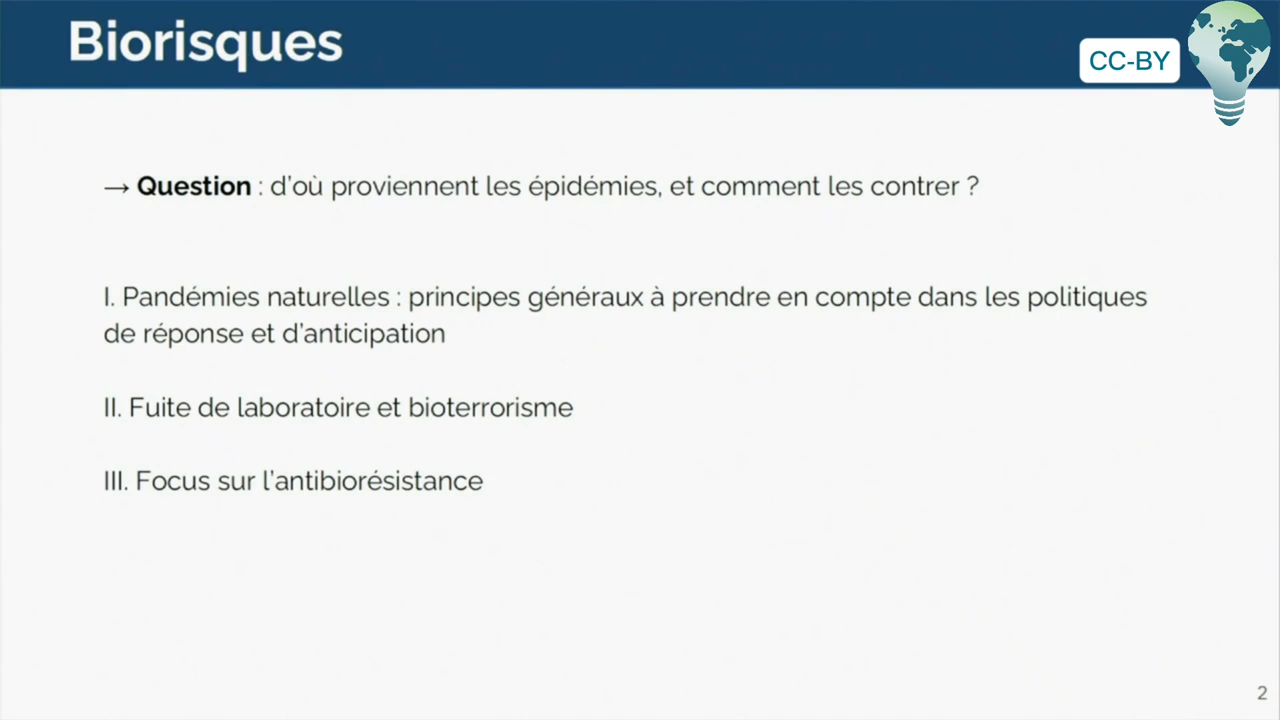 Biorisques
CC-BY
→ Question : d'où proviennent les épidémies, et comment les contrer ?
I. Pandémies naturelles : principes généraux à prendre en compte dans les politiques
de réponse et d'anticipation
II. Fuite de laboratoire et bioterrorisme
III. Focus sur l'antibiorésistance
2